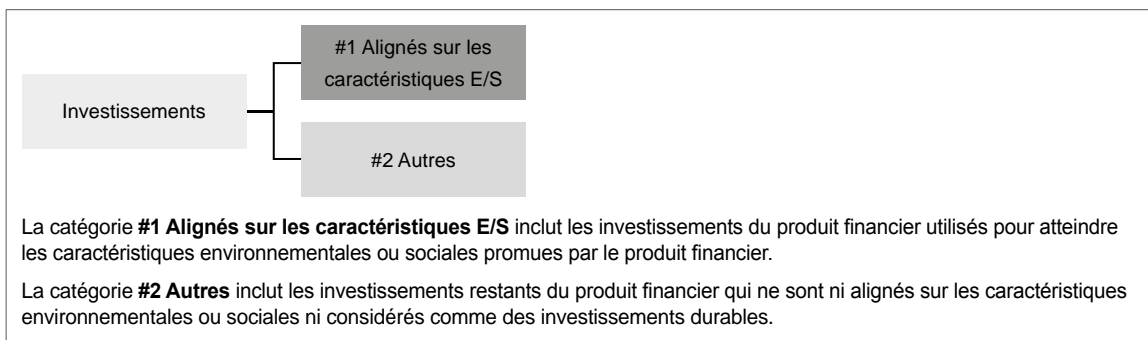 #1 Alignés sur les
caractéristiques E/S
Investissements
#2 Autres
La catégorie #1 Alignés sur les caractéristiques E/S inclut les investissements du produit financier utilisés pour atteindre
les caractéristiques environnementales ou sociales promues par le produit financier.
La catégorie #2 Autres inclut les investissements restants du produit financier qui ne sont ni alignés sur les caractéristiques
environnementales ou sociales ni considérés comme des investissements durables.